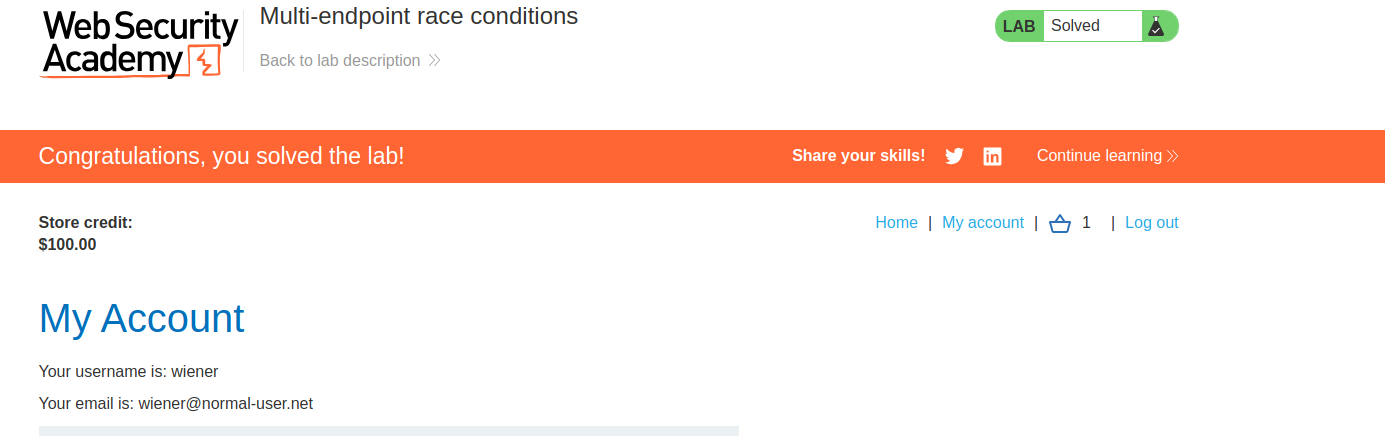 Web Security
Academy
Multi-endpoint race conditions
Back to lab description
LAB Solved
Congratulations, you solved the lab!
Share your skills!
Continue learning
Store credit:
$100.00
Home | My account | 1 | Log out
My Account
Your username is: wiener
Your email is: wiener@normal-user.net